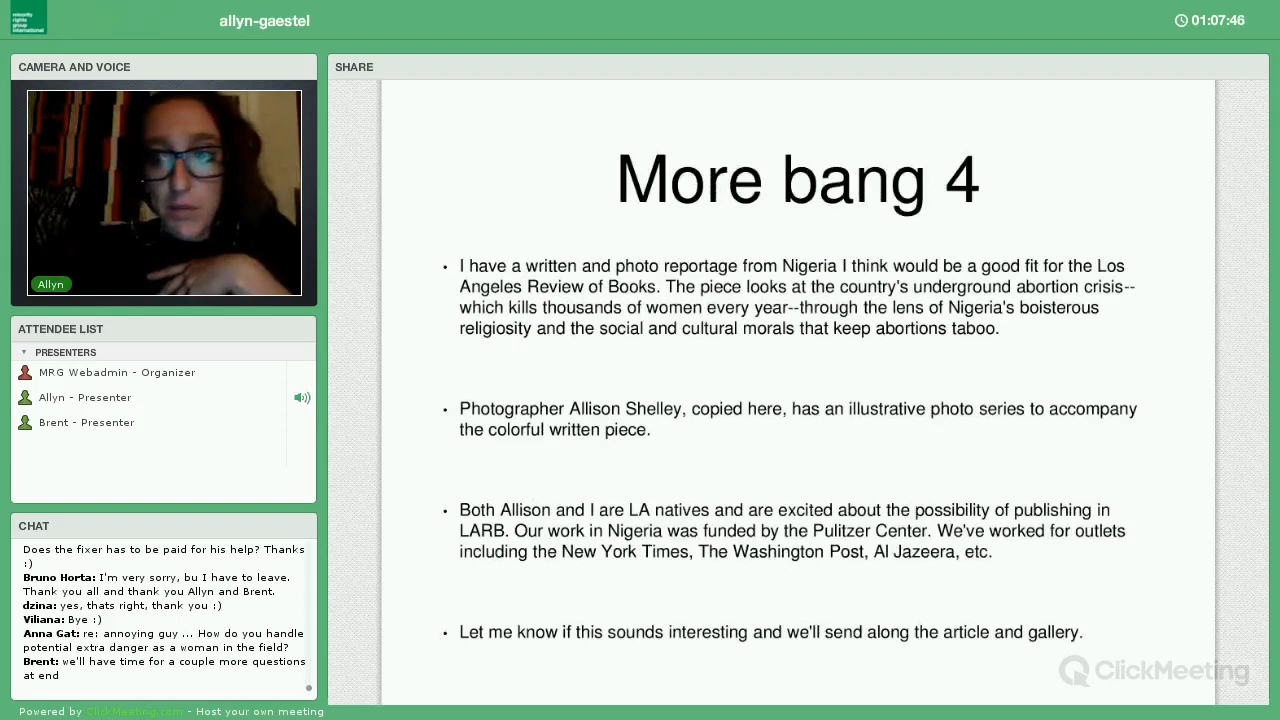 minority
rights
group
international
allyn-gaestel
01:07:46
CAMERA AND VOICE
Allyn
ATTENDEE LIST
PRESENTERS
MRG Webadmin - Organizer
Allyn - Presenter
Brent - Presenter
CHAT
Does the fixer has to be paid for his help? Thanks
:)
Bruno Horta: I'm very sorry, bu I have to leave.
Thank you all and thank you Allyn and Brent.
dzina: yes, thats right, thank you :)
Viliana: Bye :)
Anna Get: re: annoying guy ... How do you handle
potential extra danger as a woman in the field?
Brent: we'll have time for a couple more questions
at end
Powered by ClickMeeting.com - Host your own meeting
SHARE
More bang 4
• I have a written and photo reportage from Nigeria I think would be a good fit for the Los
Angeles Review of Books. The piece looks at the country's underground abortion crisis--
which kills thousands of women every year--through the lens of Nigeria's boisterous
religiosity and the social and cultural morals that keep abortions taboo.
• Photographer Allison Shelley, copied here, has an illustrative photo series to accompany
the colorful written piece.
• Both Allison and I are LA natives and are excited about the possibility of publishing in
LARB. Our work in Nigeria was funded by the Pulitzer Center. We've worked for outlets
including the New York Times, The Washington Post, Al Jazeera, etc.
• Let me know if this sounds interesting and we'll send along the article and gallery.
ClickMeeting